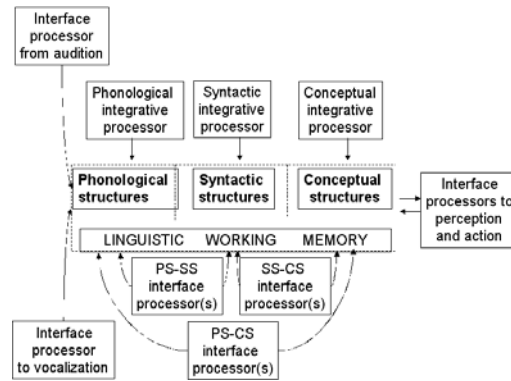 Interface
processor
from audition
Phonological
integrative
processor
Syntactic
integrative
processor
Conceptual
integrative
processor
Phonological
structures
Syntactic
structures
Conceptual
structures
Interface
processors to
perception
and action
LINGUISTIC WORKING MEMORY
PS-SS
interface
processor(s)
SS-CS
interface
processor(s)
Interface
processor
to vocalization
PS-CS
interface
processor(s)